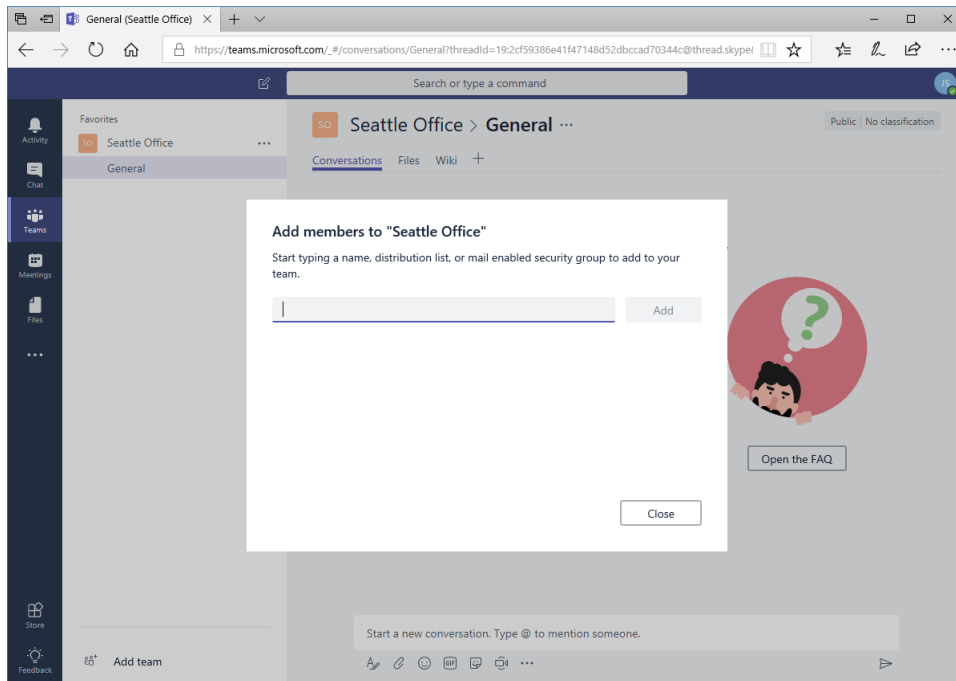 General (Seattle Office)
https://teams.microsoft.com/_#/conversations/General?threadId=19:2cf59386e41f47148d52dbccad70344c@thread.skype&
Search or type a command
JS
Activity
Chat
Teams
Meetings
Files
Store
Feedback
Favorites
SO Seattle Office
General
Add team
SO Seattle Office > General
Public | No classification
Conversations Files Wiki
Add members to "Seattle Office"
Start typing a name, distribution list, or mail enabled security group to add to your
team.
Add
Close
Open the FAQ
Start a new conversation. Type @ to mention someone.
GIF